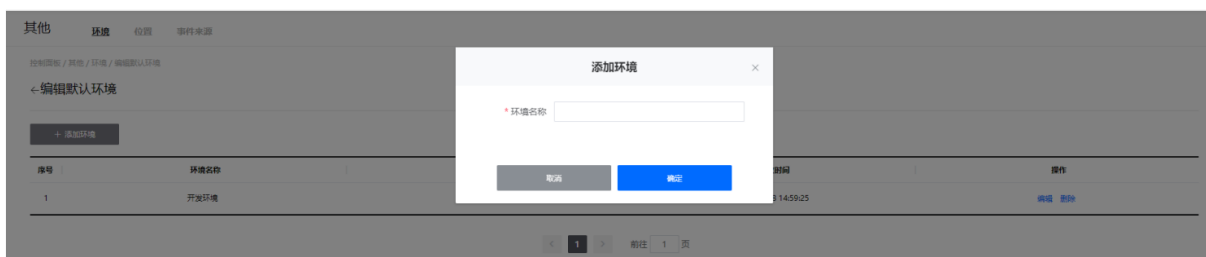 其他 环境 位置 事件来源
控制面板 / 其他 / 环境 / 编辑默认环境
←编辑默认环境
+ 添加环境
添加环境 ×
* 环境名称
取消 确定
序号 环境名称 时间 操作
1 开发环境 14:59:25 编辑 删除
< 1 > 前往 1 页